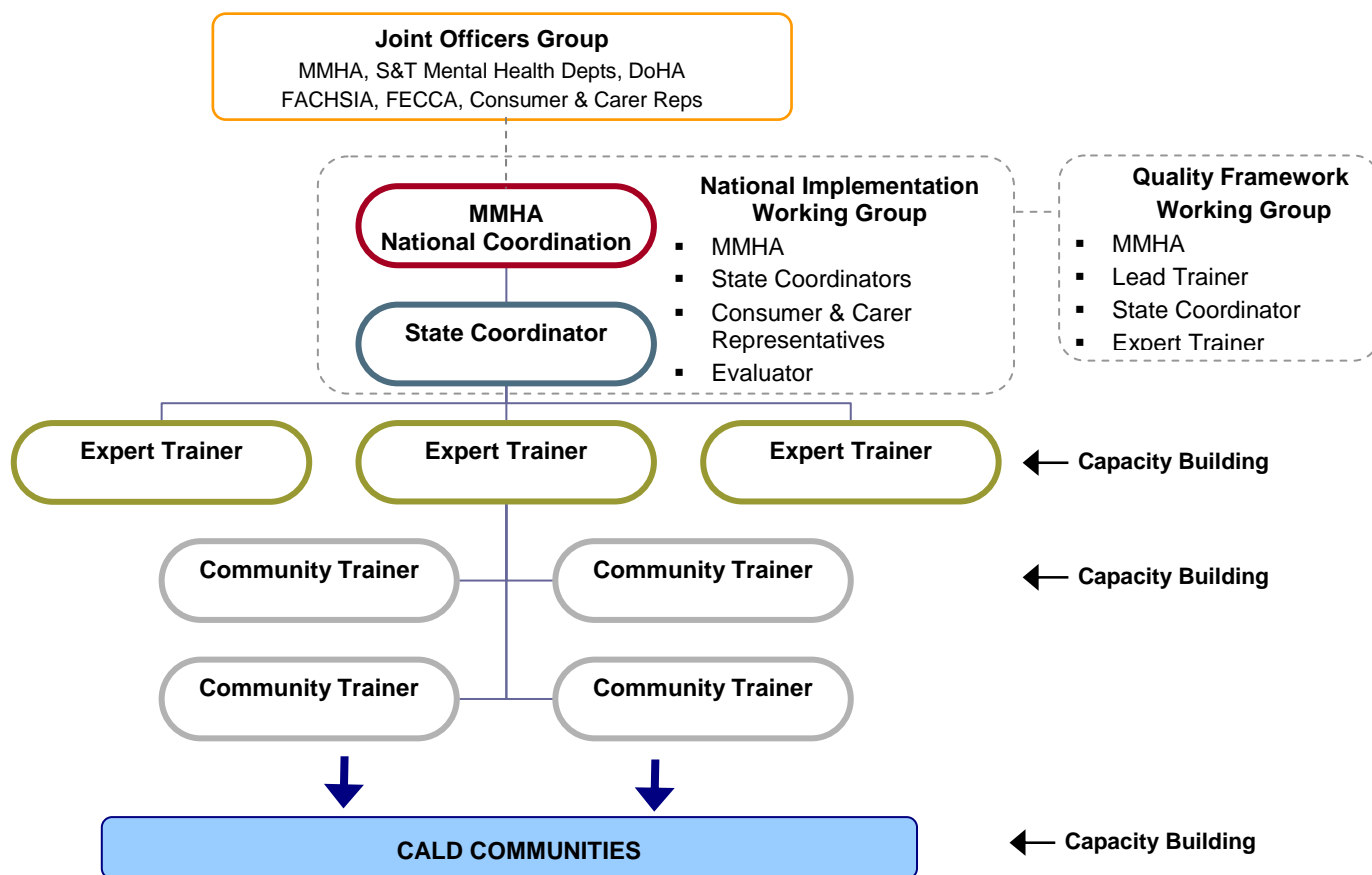 Joint Officers Group
MMHA, S&T Mental Health Depts, DoHA
FACHSIA, FECCA, Consumer & Carer Reps
MMHA
National Coordination
State Coordinator
National Implementation
Working Group
▪ MMHA
▪ State Coordinators
▪ Consumer & Carer
Representatives
▪ Evaluator
Quality Framework
Working Group
▪ MMHA
▪ Lead Trainer
▪ State Coordinator
▪ Expert Trainer
Expert Trainer
Expert Trainer
Expert Trainer
Capacity Building
Community Trainer
Community Trainer
Capacity Building
Community Trainer
Community Trainer
CALD COMMUNITIES
Capacity Building